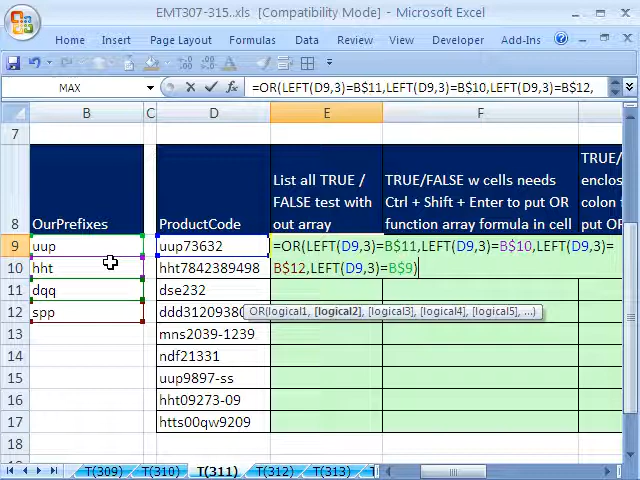 EMT307-315..xls [Compatibility Mode] - Microsoft Excel
Home Insert Page Layout Formulas Data Review View Developer Add-Ins
MAX =OR(LEFT(D9,3)=B$11,LEFT(D9,3)=B$10,LEFT(D9,3)=B$12,
B C D E F
7
8 OurPrefixes ProductCode
List all TRUE /
FALSE test with
out array
TRUE/FALSE w cells needs
Ctrl + Shift + Enter to put OR
function array formula in cell
TRUE/
enclos
colon f
put OF
9 uup uup73632 =OR(LEFT(D9,3)=B$11,LEFT(D9,3)=B$10,LEFT(D9,3)=
10 hht hht7842389498 B$12,LEFT(D9,3)=B$9)
11 dqq dse232
12 spp ddd31209380
OR(logical1, [logical2], [logical3], [logical4], [logical5], ...)
13 mns2039-1239
14 ndf21331
15 uup9897-ss
16 hht09273-09
17 htts00qw9209
18
T(309) T(310) T(311) T(312) T(313)